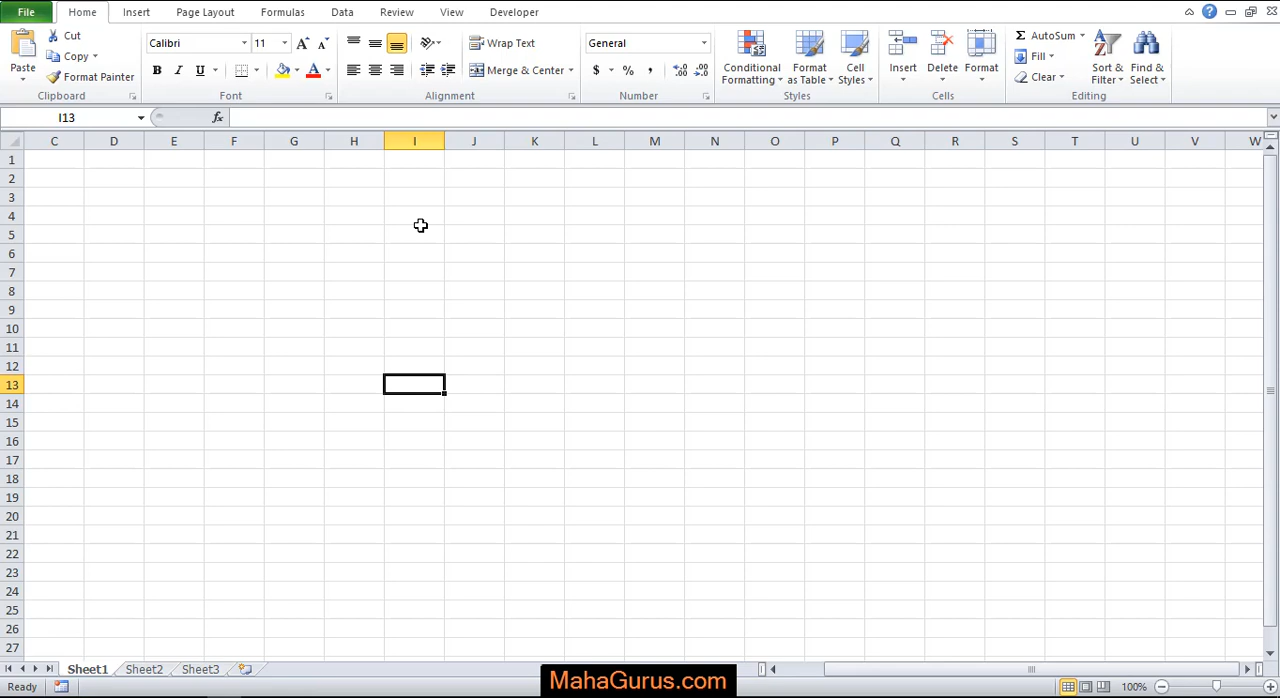 File Home Insert Page Layout Formulas Data Review View Developer
Paste
Cut
Copy
Format Painter
Clipboard
Calibri 11
B I U
Font
Wrap Text
Merge & Center
Alignment
General
$ % ,
Number
Conditional Formatting
Format as Table
Cell Styles
Styles
Insert
Delete
Format
Cells
AutoSum
Fill
Clear
Sort & Filter
Find & Select
Editing
I13 fx
C D E F G H I J K L M N O P Q R S T U V W
1
2
3
4
5
6
7
8
9
10
11
12
13
14
15
16
17
18
19
20
21
22
23
24
25
26
27
Sheet1 Sheet2 Sheet3
Ready
MahaGurus.com
100%